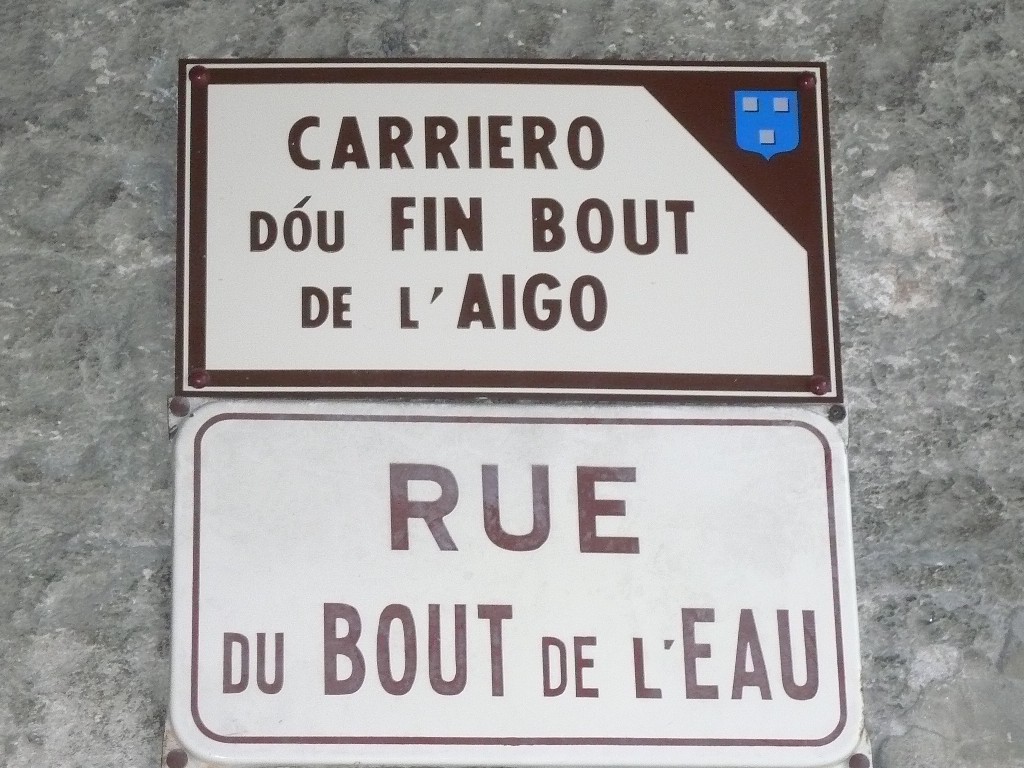 CARRIERO
DÓU FIN BOUT
DE L'AIGO
RUE
DU BOUT DE L'EAU